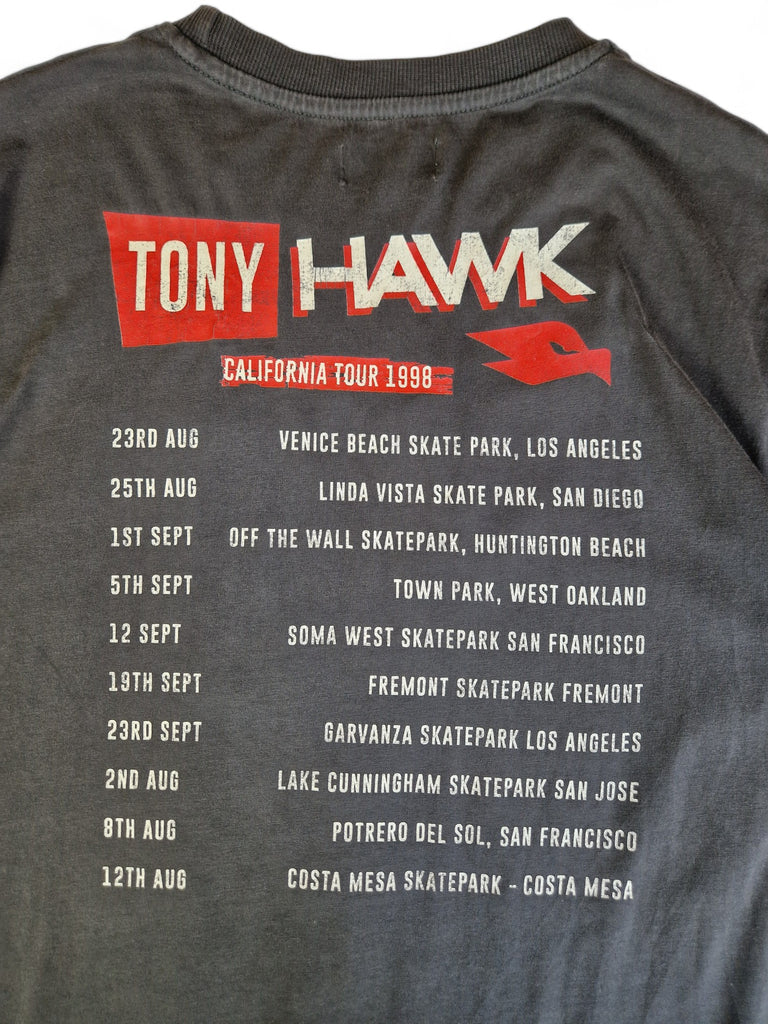 TONY HAWK
CALIFORNIA TOUR 1998
23RD AUG VENICE BEACH SKATE PARK, LOS ANGELES
25TH AUG LINDA VISTA SKATE PARK, SAN DIEGO
1ST SEPT OFF THE WALL SKATEPARK, HUNTINGTON BEACH
5TH SEPT TOWN PARK, WEST OAKLAND
12 SEPT SOMA WEST SKATEPARK SAN FRANCISCO
19TH SEPT FREMONT SKATEPARK FREMONT
23RD SEPT GARVANZA SKATEPARK LOS ANGELES
2ND AUG LAKE CUNNINGHAM SKATEPARK SAN JOSE
8TH AUG POTRERO DEL SOL, SAN FRANCISCO
12TH AUG COSTA MESA SKATEPARK - COSTA MESA